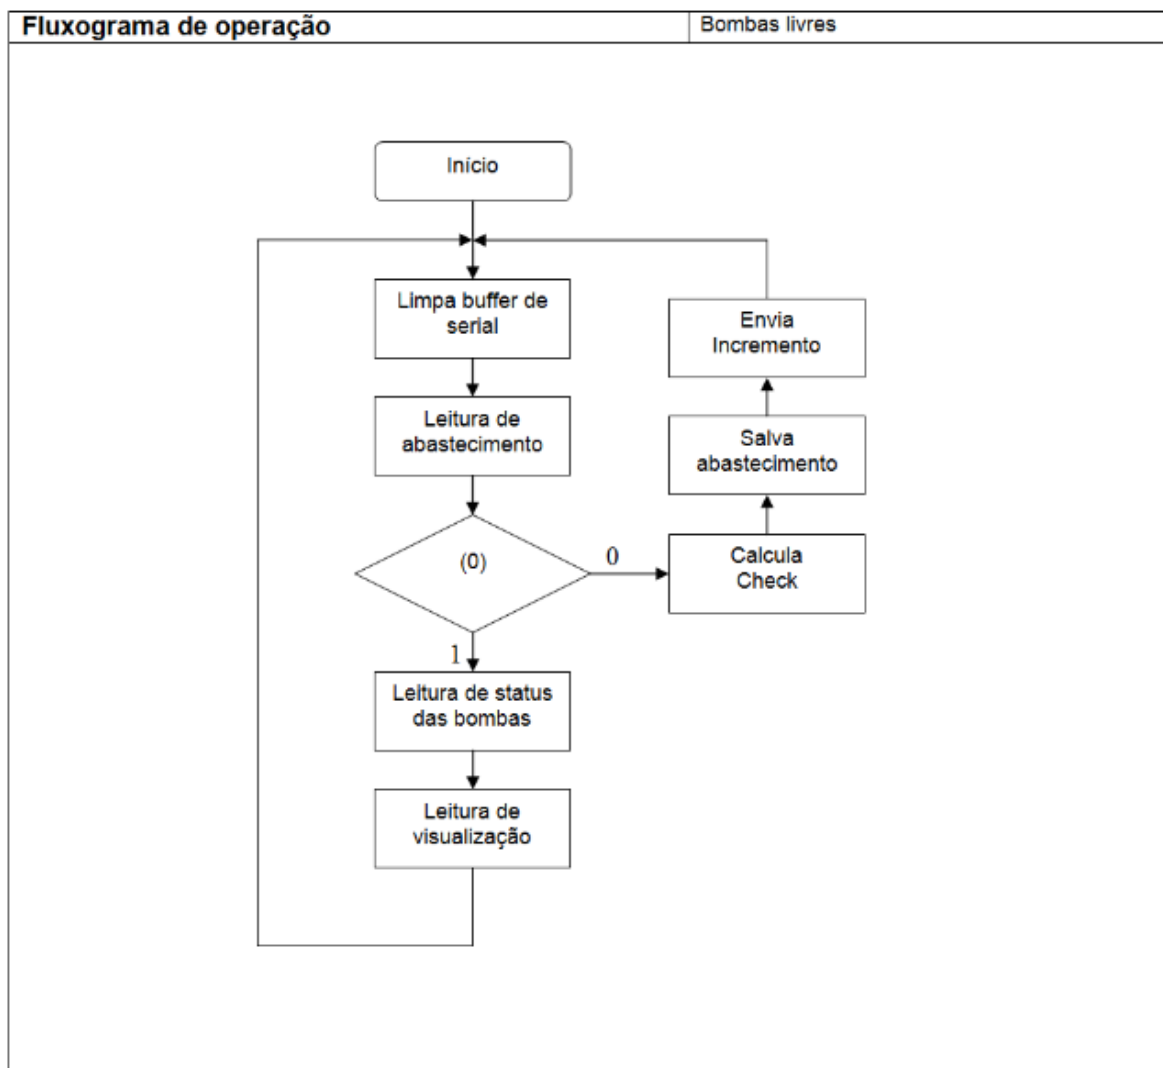 Fluxograma de operação
Bombas livres
Início
Limpa buffer de
serial
Leitura de
abastecimento
(0)
0
1
Leitura de status
das bombas
Leitura de
visualização
Calcula
Check
Salva
abastecimento
Envia
Incremento